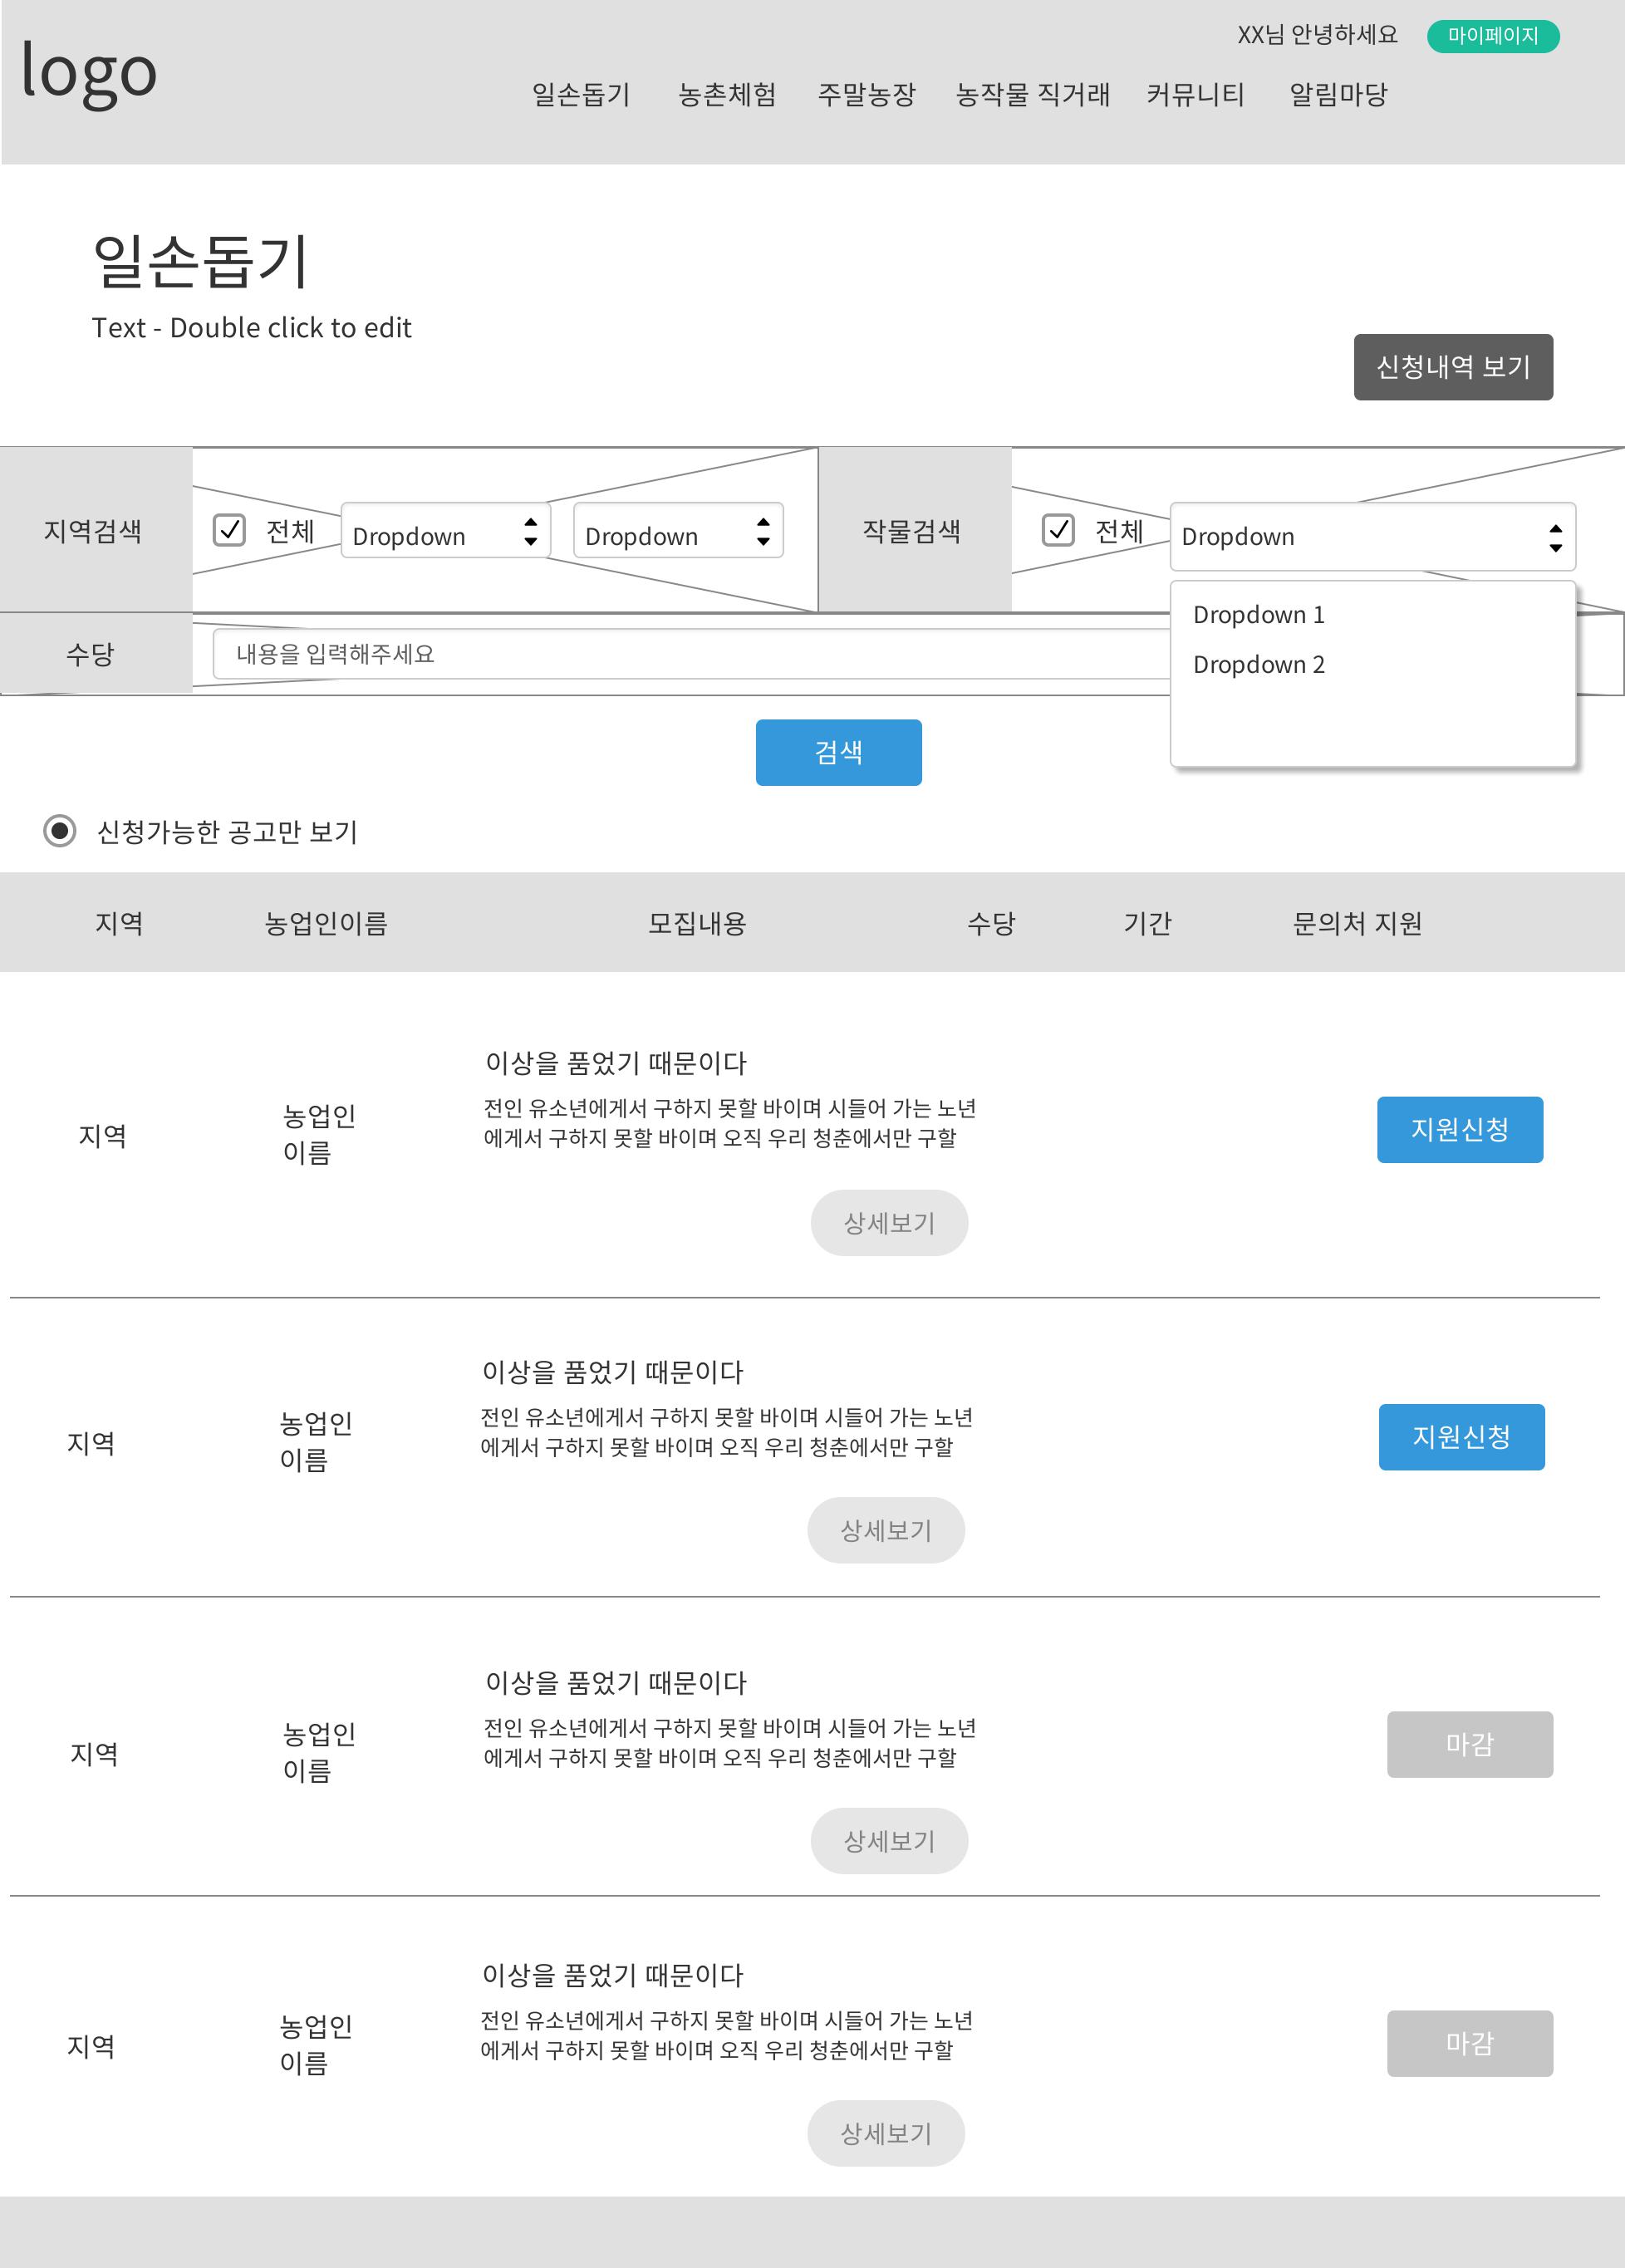 logo
XX님 안녕하세요 마이페이지
일손돕기 농촌체험 주말농장 농작물 직거래 커뮤니티 알림마당
일손돕기
Text - Double click to edit
신청내역 보기
지역검색 전체 Dropdown Dropdown 작물검색 전체 Dropdown
Dropdown 1
Dropdown 2
수당 내용을 입력해주세요
검색
신청가능한 공고만 보기
지역 농업인이름 모집내용 수당 기간 문의처 지원
이상을 품었기 때문이다
전인 유소년에게서 구하지 못할 바이며 시들어 가는 노년
에게서 구하지 못할 바이며 오직 우리 청춘에서만 구할
지역
농업인
이름
지원신청
상세보기
이상을 품었기 때문이다
전인 유소년에게서 구하지 못할 바이며 시들어 가는 노년
에게서 구하지 못할 바이며 오직 우리 청춘에서만 구할
지역
농업인
이름
지원신청
상세보기
이상을 품었기 때문이다
전인 유소년에게서 구하지 못할 바이며 시들어 가는 노년
에게서 구하지 못할 바이며 오직 우리 청춘에서만 구할
지역
농업인
이름
마감
상세보기
이상을 품었기 때문이다
전인 유소년에게서 구하지 못할 바이며 시들어 가는 노년
에게서 구하지 못할 바이며 오직 우리 청춘에서만 구할
지역
농업인
이름
마감
상세보기